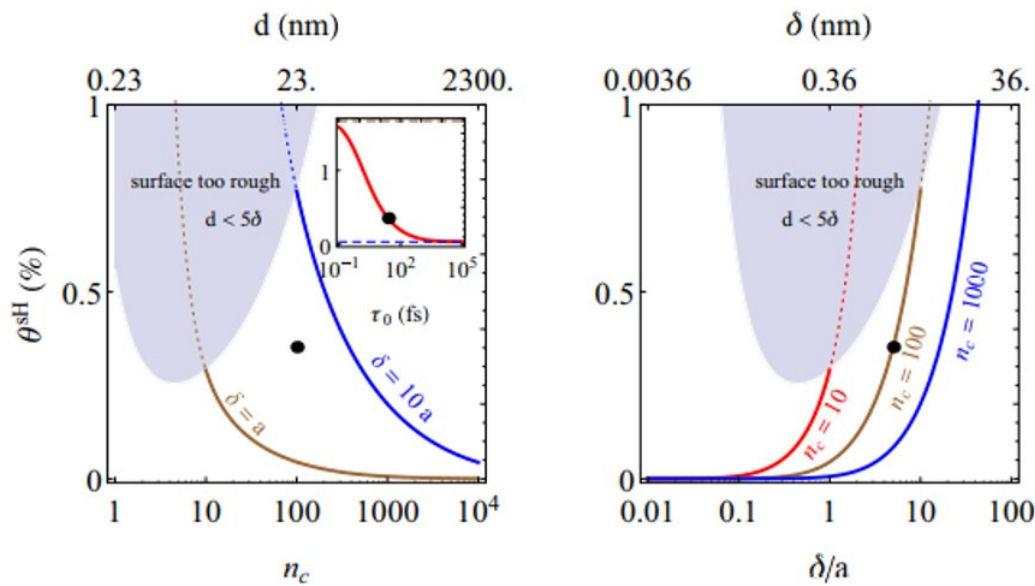 d (nm)
0.23 23. 2300.
1
0.5
0
θ^sH (%)
surface too rough
d < 5δ
1
0
10^-1 10^2 10^5
τ_0 (fs)
δ = a
δ = 10 a
1 10 100 1000 10^4
n_c
δ (nm)
0.0036 0.36 36.
1
0.5
0
surface too rough
d < 5δ
n_c = 10
n_c = 100
n_c = 1000
0.01 0.1 1 10 100
δ/a